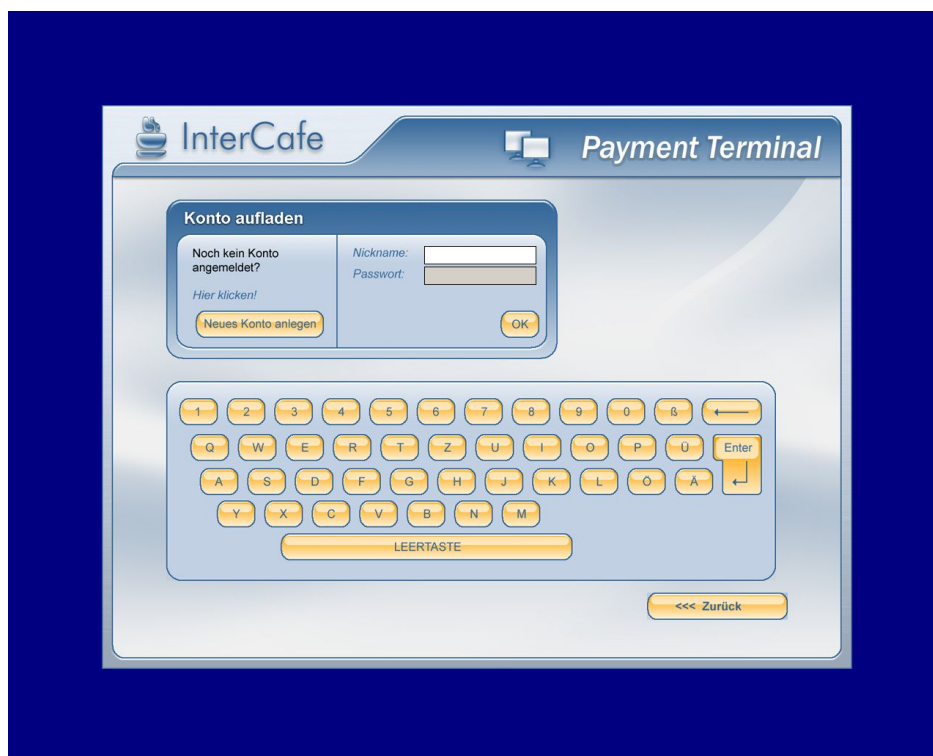 InterCafe
Payment Terminal
Konto aufladen
Noch kein Konto
angemeldet?
Hier klicken!
Neues Konto anlegen
Nickname:
Passwort:
OK
1 2 3 4 5 6 7 8 9 0 ß
Q W E R T Z U I O P Ü Enter
A S D F G H J K L Ö Ä
Y X C V B N M
LEERTASTE
<<< Zurück